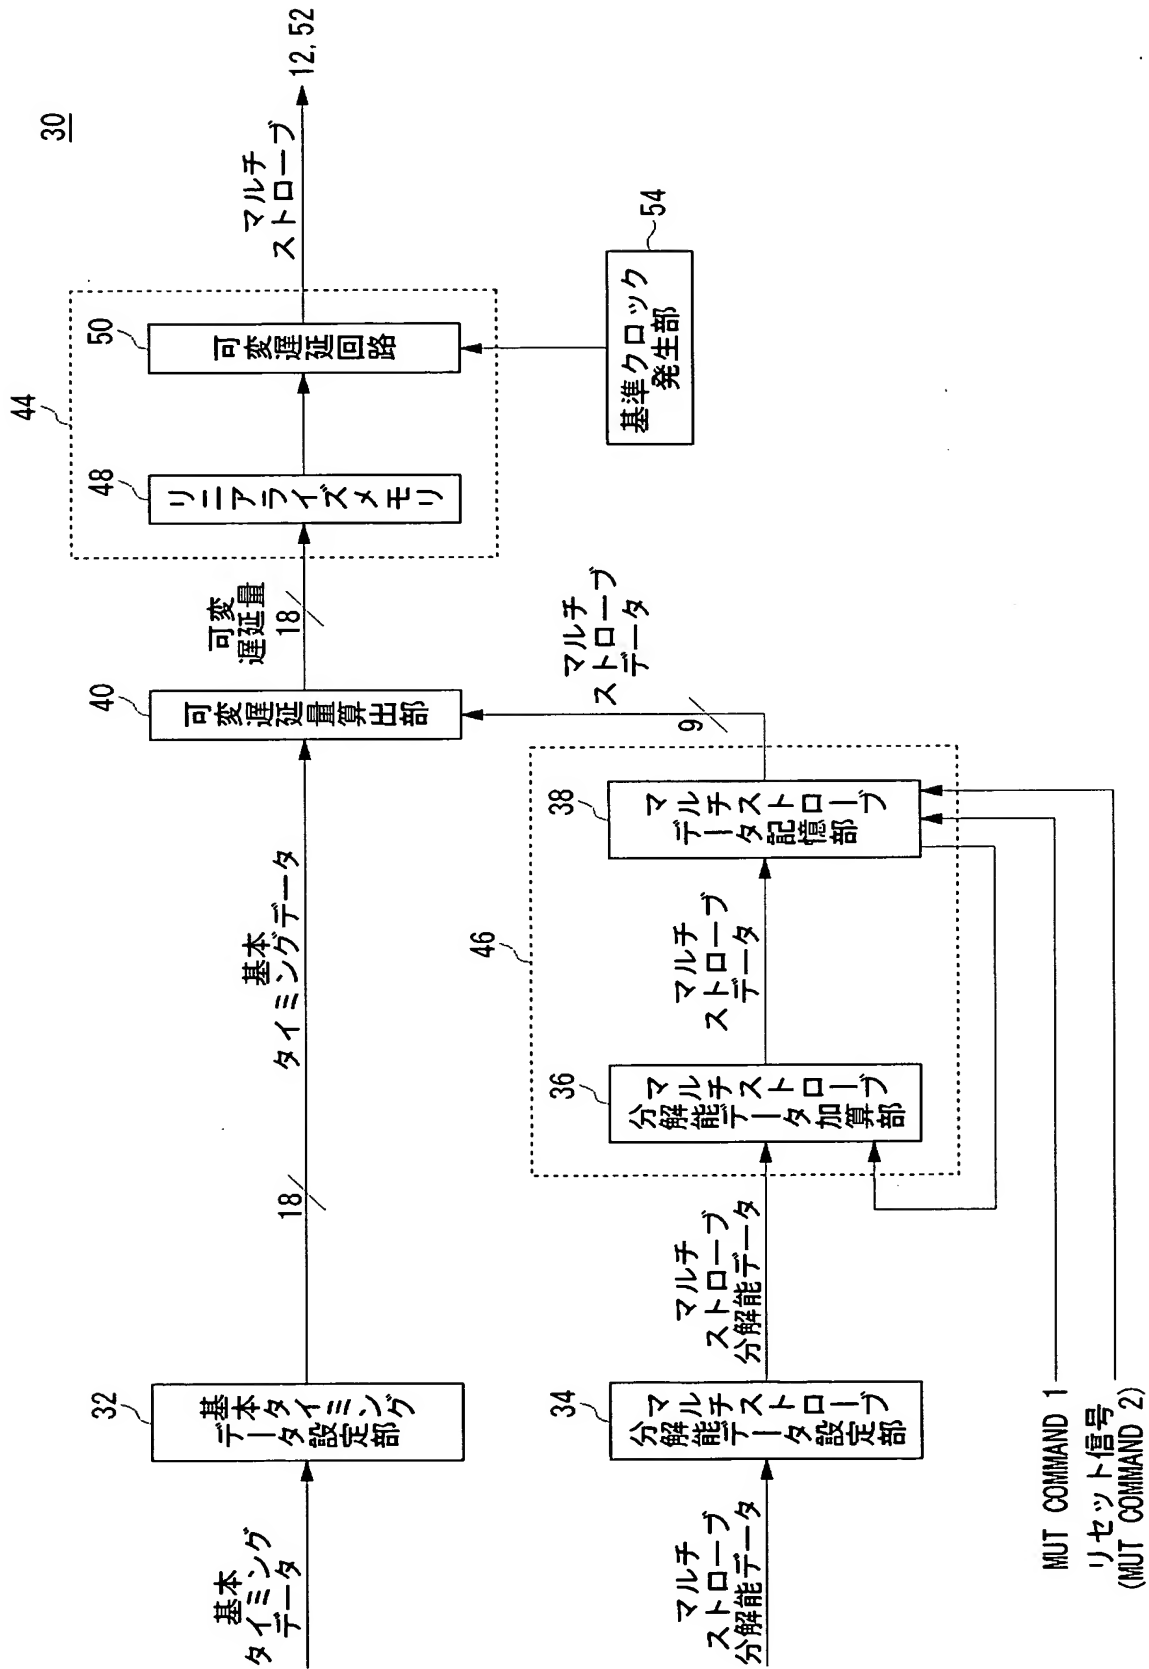 30
基本
タイミング
データ
32
基本タイミング
データ設定部
18
基本
タイミングデータ
40
可変遅延量算出部
可変
遅延量
18
44
48
リニアライズメモリ
50
可変遅延回路
マルチ
ストローブ
12, 52
54
基準クロック
発生部
マルチ
ストローブ
分解能データ
34
マルチストローブ
分解能データ設定部
マルチ
ストローブ
分解能データ
46
36
マルチストローブ
分解能データ加算部
マルチ
ストローブ
データ
38
マルチストローブ
データ記憶部
9
マルチ
ストローブ
データ
MUT COMMAND 1
リセット信号
(MUT COMMAND 2)